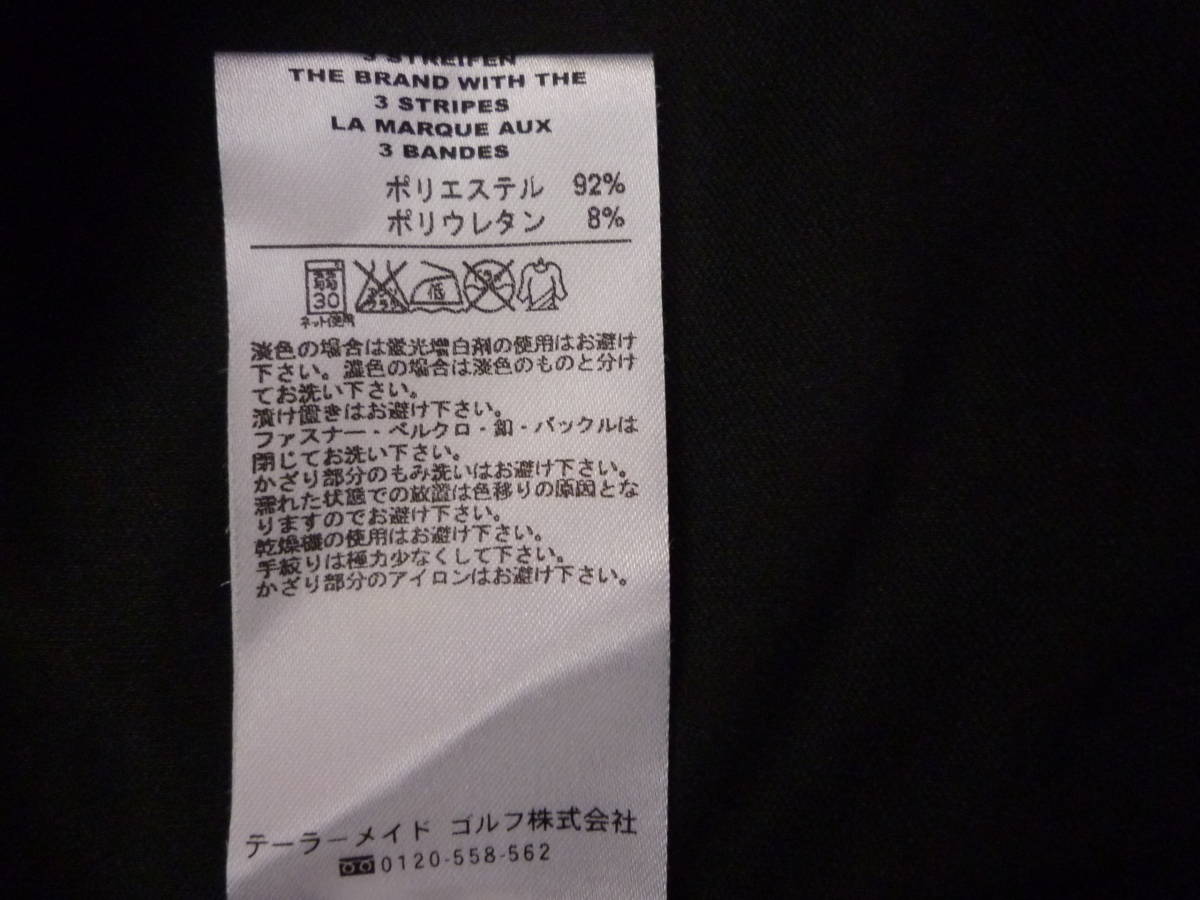 3 STREIFEN
THE BRAND WITH THE
3 STRIPES
LA MARQUE AUX
3 BANDES
ポリエステル 92%
ポリウレタン 8%
弱
30
低
ネット使用
淡色の場合は蛍光増白剤の使用はお避け
下さい。濃色の場合は淡色のものと分け
てお洗い下さい。
漬け置きはお避け下さい。
ファスナー・ベルクロ・釦・バックルは
閉じてお洗い下さい。
かざり部分のもみ洗いはお避け下さい。
濡れた状態での放置は色移りの原因とな
りますのでお避け下さい。
乾燥機の使用はお避け下さい。
手絞りは極力少なくして下さい。
かざり部分のアイロンはお避け下さい。
テーラーメイド ゴルフ株式会社
0120-558-562